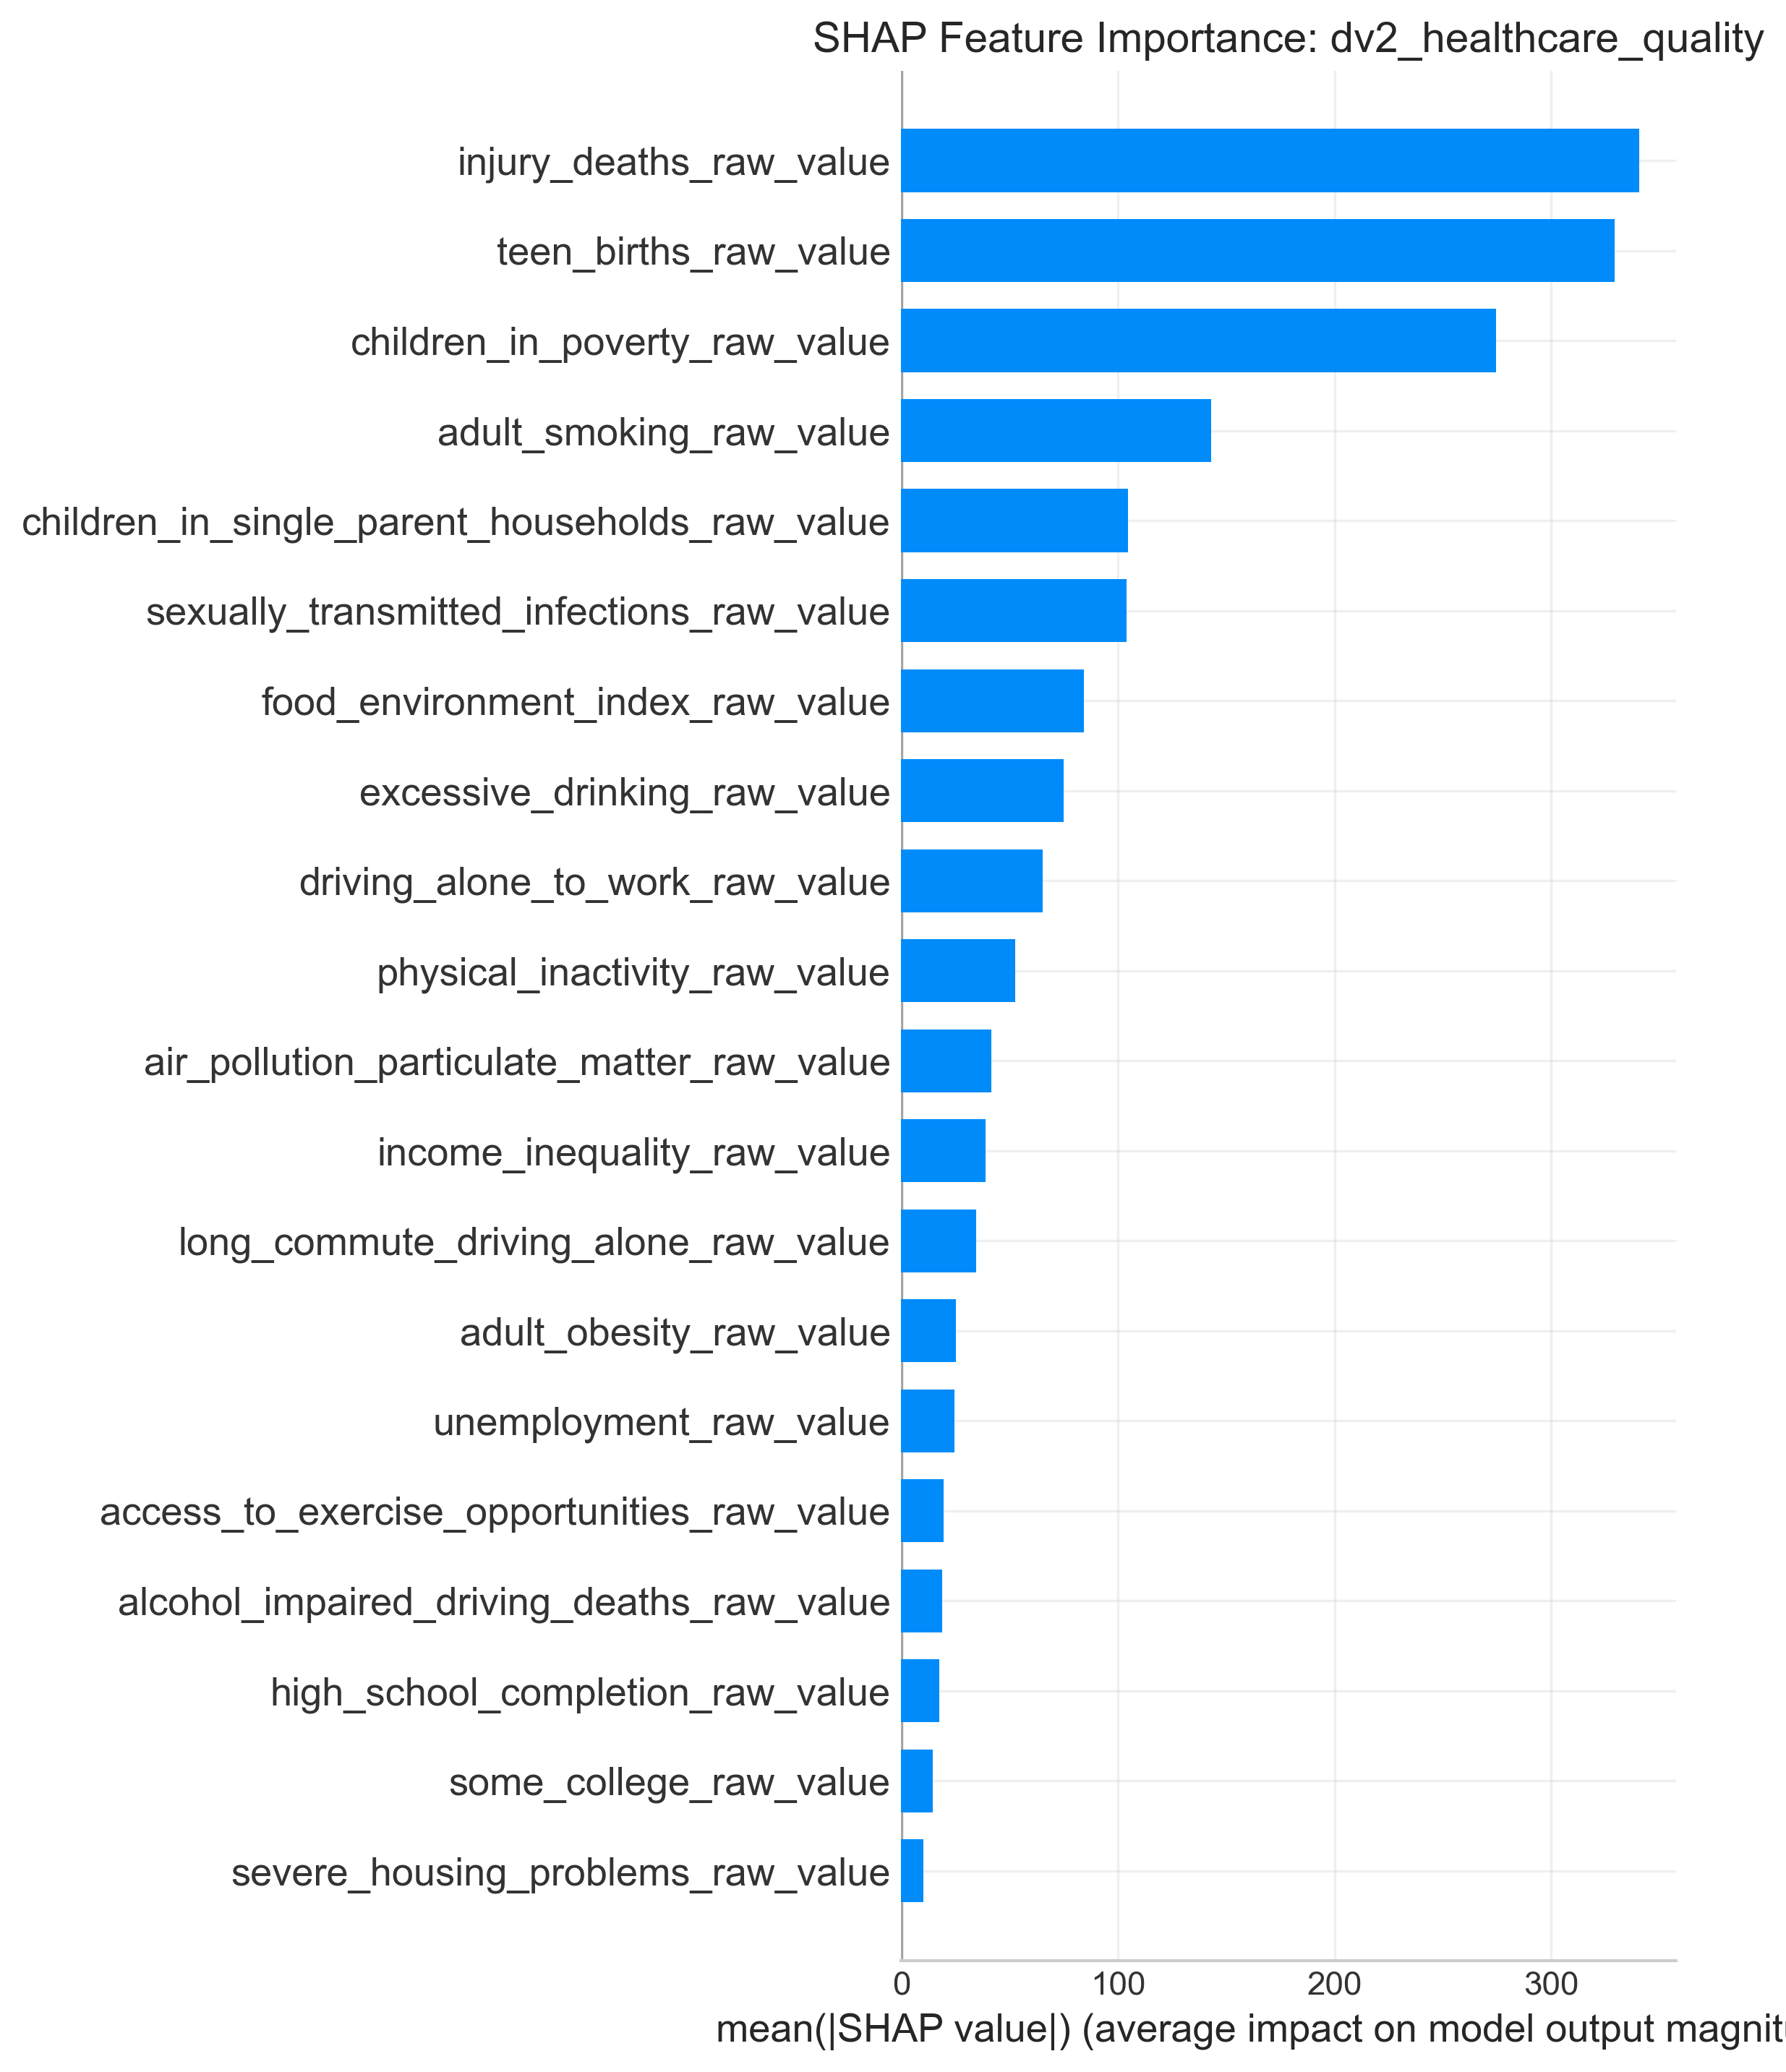 SHAP Feature Importance: dv2_healthcare_quality
injury_deaths_raw_value
teen_births_raw_value
children_in_poverty_raw_value
adult_smoking_raw_value
children_in_single_parent_households_raw_value
sexually_transmitted_infections_raw_value
food_environment_index_raw_value
excessive_drinking_raw_value
driving_alone_to_work_raw_value
physical_inactivity_raw_value
air_pollution_particulate_matter_raw_value
income_inequality_raw_value
long_commute_driving_alone_raw_value
adult_obesity_raw_value
unemployment_raw_value
access_to_exercise_opportunities_raw_value
alcohol_impaired_driving_deaths_raw_value
high_school_completion_raw_value
some_college_raw_value
severe_housing_problems_raw_value
0 100 200 300
mean(|SHAP value|) (average impact on model output